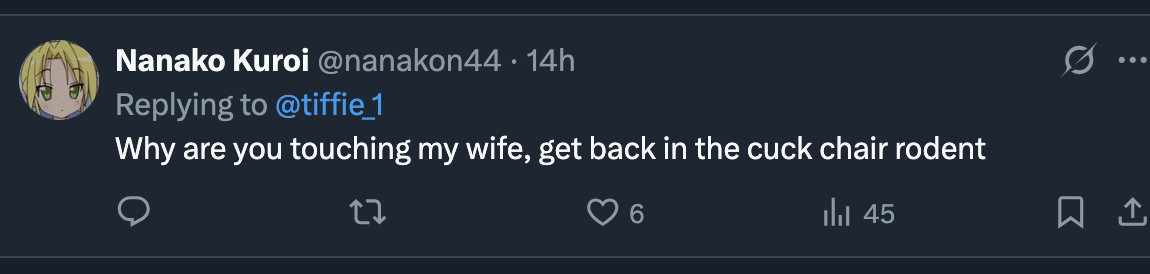 Nanako Kuroi @nanakon44 · 14h
Replying to @tiffie_1
Why are you touching my wife, get back in the cuck chair rodent
6 45